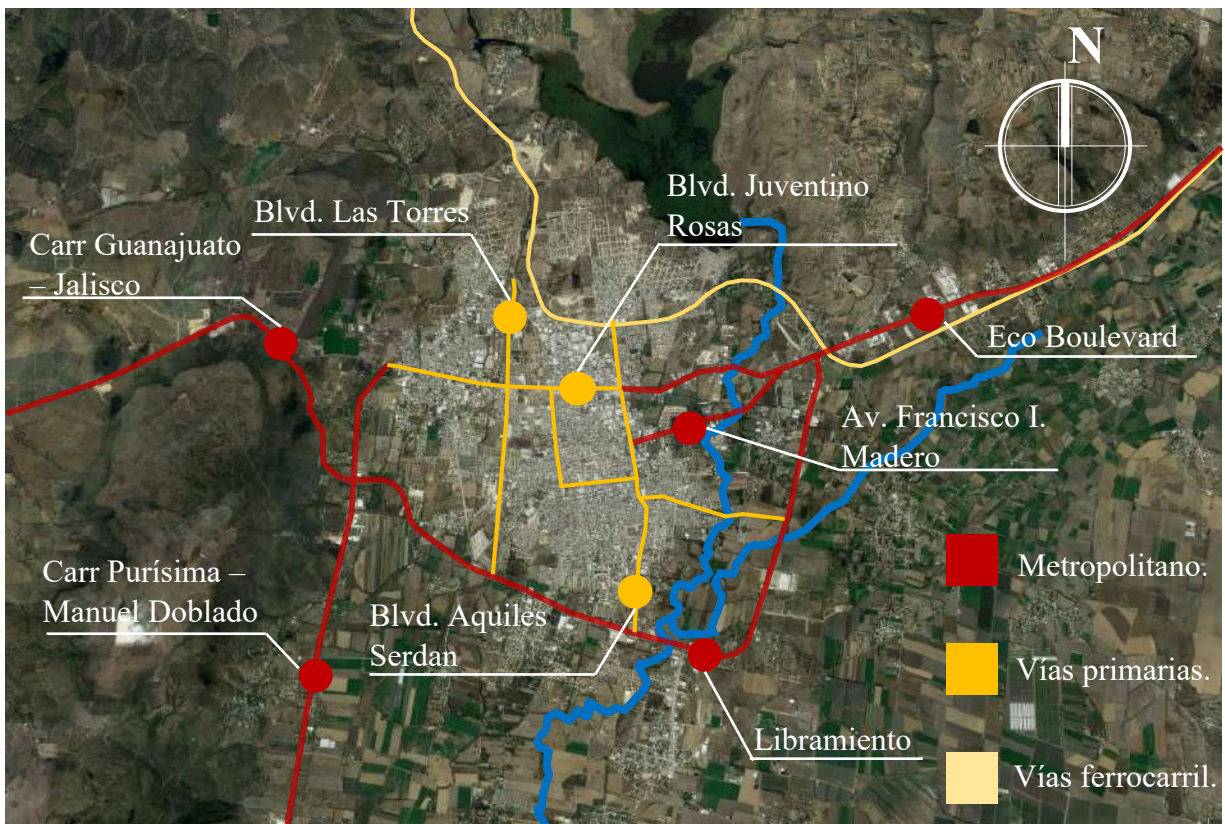 N
Blvd. Juventino
Rosas
Blvd. Las Torres
Carr Guanajuato
– Jalisco
Eco Boulevard
Av. Francisco I.
Madero
Carr Purísima –
Manuel Doblado
Blvd. Aquiles
Serdan
Libramiento
Metropolitano.
Vías primarias.
Vías ferrocarril.